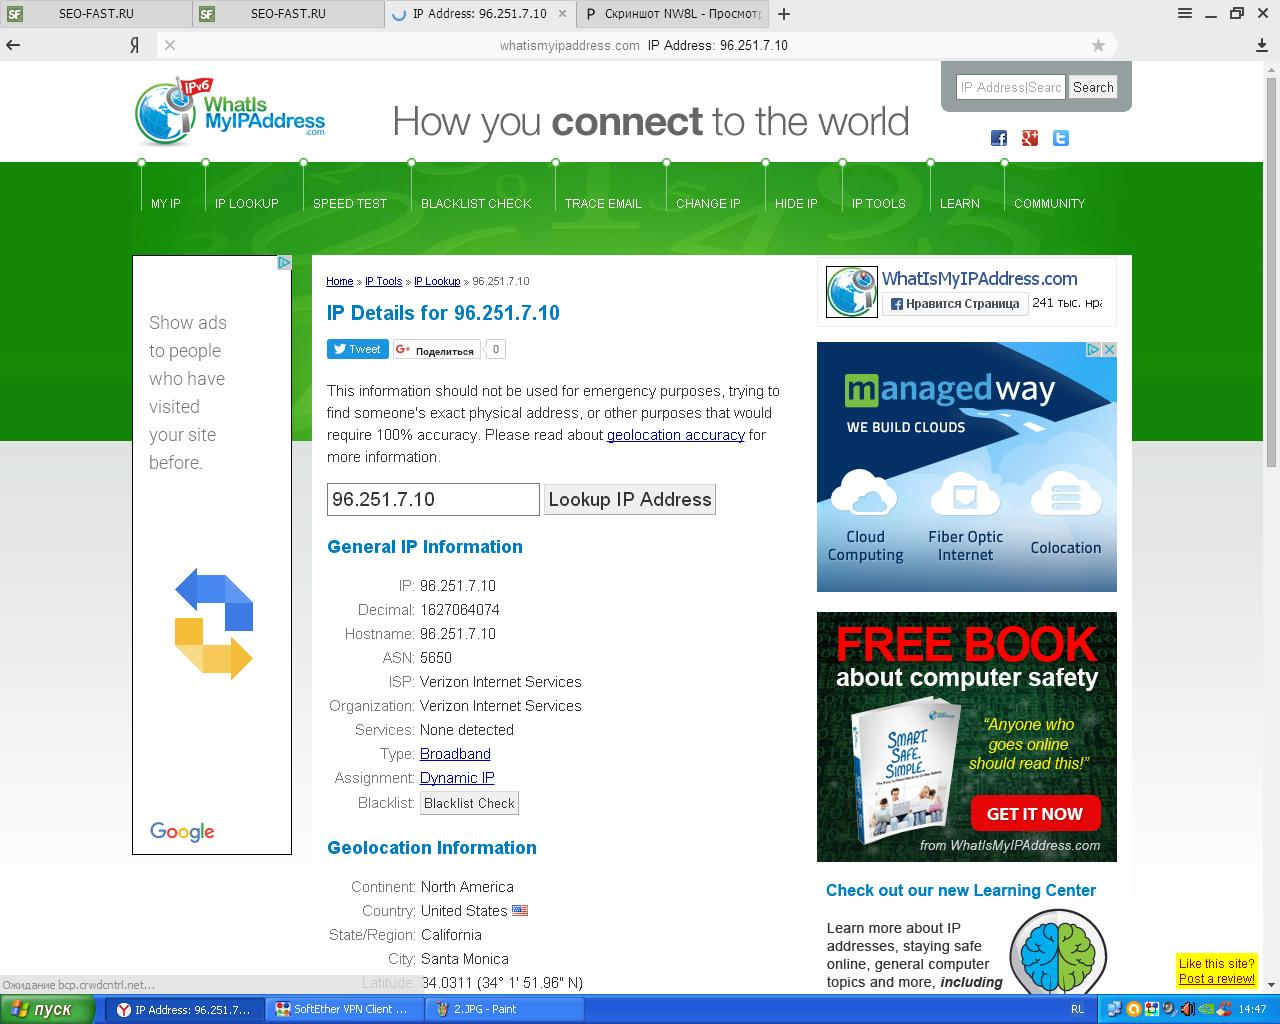 SEO-FAST.RU
SEO-FAST.RU
IP Address: 96.251.7.10
Скриншот NW8L - Просмот
whatismyipaddress.com IP Address: 96.251.7.10
IPv6
WhatIs
MyIPAddress
.com
How you connect to the world
IP Address|Searc
Search
MY IP
IP LOOKUP
SPEED TEST
BLACKLIST CHECK
TRACE EMAIL
CHANGE IP
HIDE IP
IP TOOLS
LEARN
COMMUNITY
Show ads
to people
who have
visited
your site
before.
Google
Home » IP Tools » IP Lookup » 96.251.7.10
IP Details for 96.251.7.10
Tweet
G+ Поделиться
0
This information should not be used for emergency purposes, trying to
find someone's exact physical address, or other purposes that would
require 100% accuracy. Please read about geolocation accuracy for
more information.
96.251.7.10
Lookup IP Address
General IP Information
IP: 96.251.7.10
Decimal: 1627064074
Hostname: 96.251.7.10
ASN: 5650
ISP: Verizon Internet Services
Organization: Verizon Internet Services
Services: None detected
Type: Broadband
Assignment: Dynamic IP
Blacklist: Blacklist Check
Geolocation Information
Continent: North America
Country: United States
State/Region: California
City: Santa Monica
Latitude: 34.0311 (34° 1' 51.96" N)
WhatIsMyIPAddress.com
Нравится Страница
241 тыс. нра
managedway
WE BUILD CLOUDS
Cloud
Computing
Fiber Optic
Internet
Colocation
FREE BOOK
about computer safety
SMART.
SAFE.
SIMPLE.
“Anyone who
goes online
should read this!”
GET IT NOW
from WhatIsMyIPAddress.com
Check out our new Learning Center
Learn more about IP
addresses, staying safe
online, general computer
topics and more, including
Like this site?
Post a review!
Ожидание bcp.crwdcntrl.net...
пуск
IP Address: 96.251.7...
SoftEther VPN Client ...
2.JPG - Paint
RL
14:47